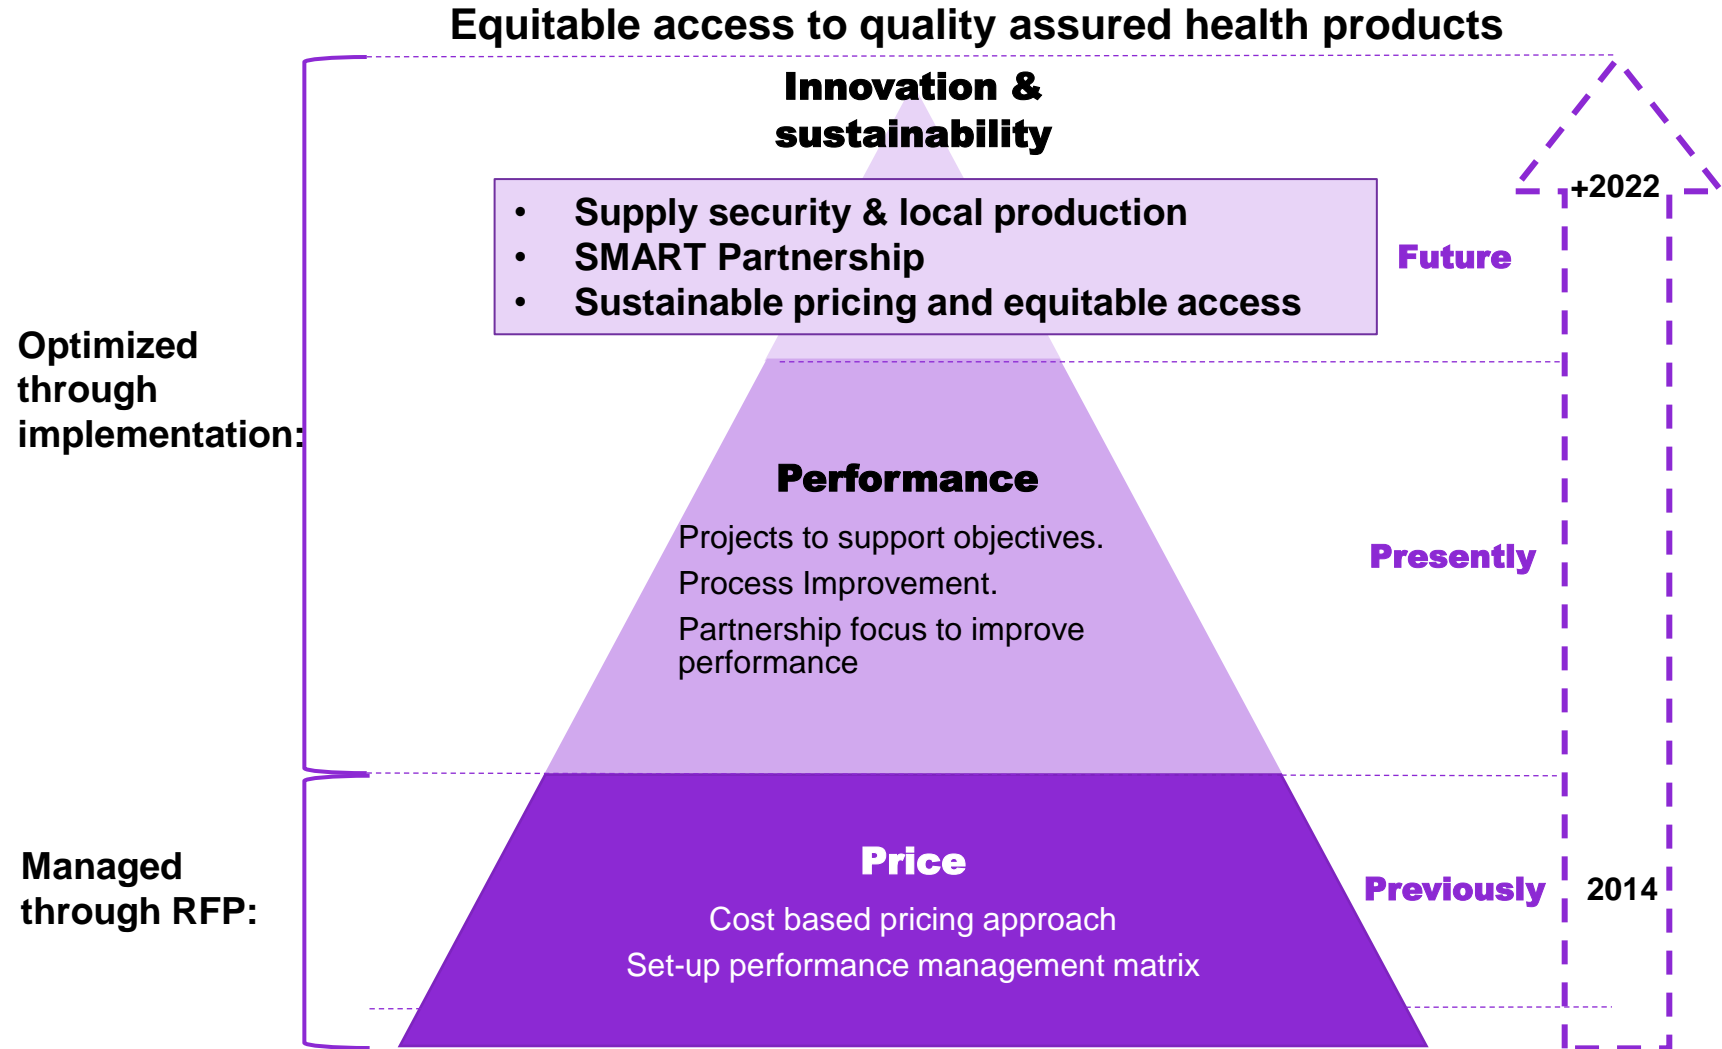 Equitable access to quality assured health products
Innovation &
sustainability
+2022
• Supply security & local production
• SMART Partnership
• Sustainable pricing and equitable access
Future
Optimized
through
implementation:
Performance
Projects to support objectives.
Process Improvement.
Partnership focus to improve
performance
Presently
Managed
through RFP:
Price
Cost based pricing approach
Set-up performance management matrix
Previously
2014